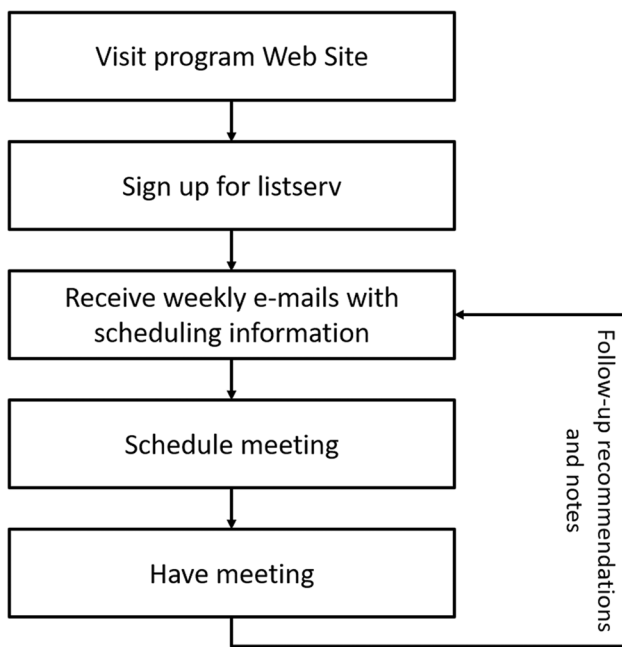 Visit program Web Site
Sign up for listserv
Receive weekly e-mails with
scheduling information
Schedule meeting
Have meeting
Follow-up recommendations
and notes